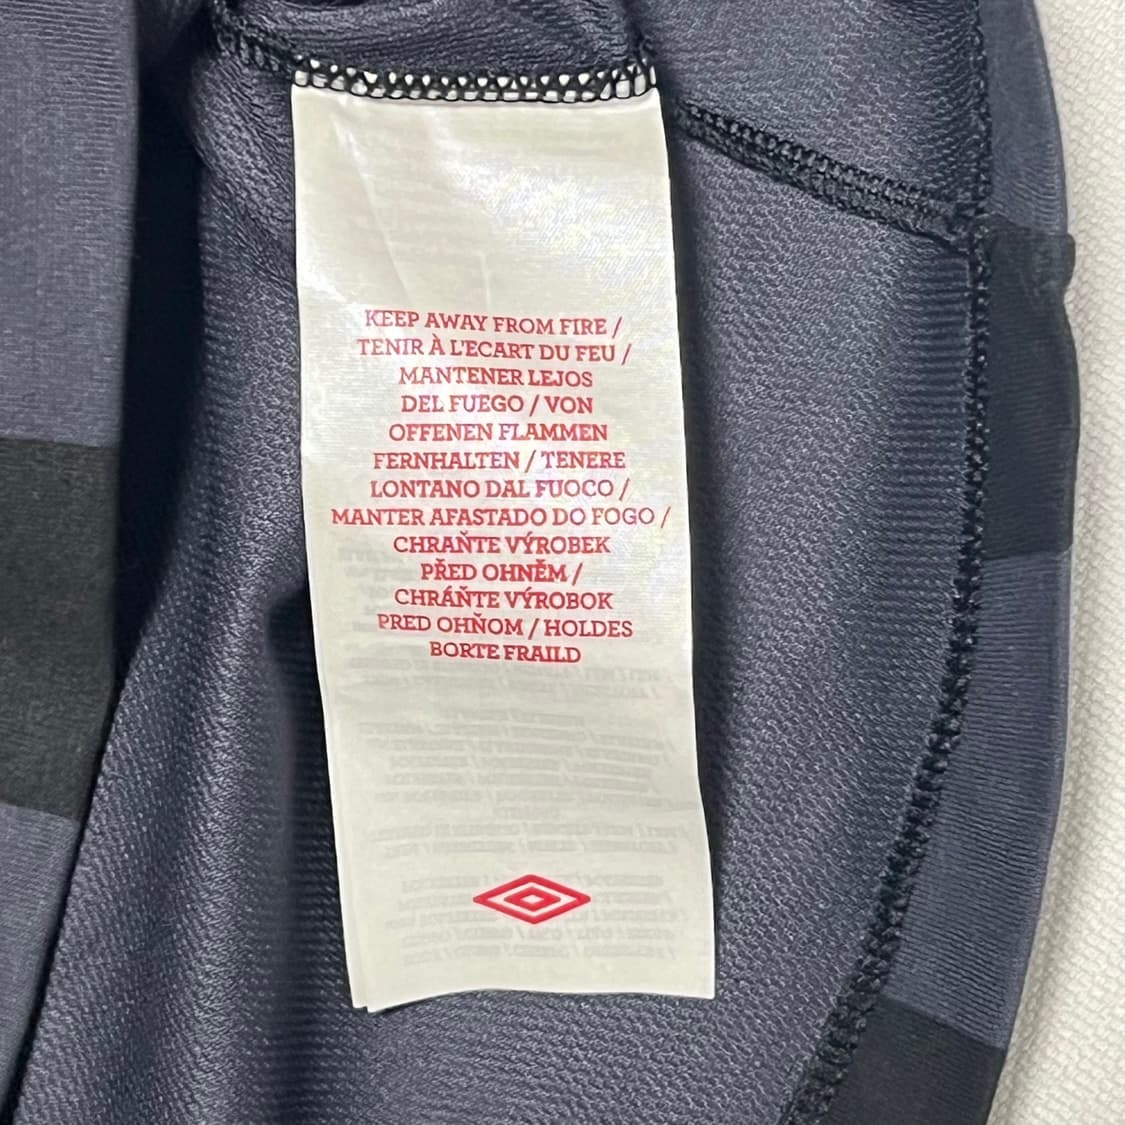 KEEP AWAY FROM FIRE /
TENIR À L'ECART DU FEU /
MANTENER LEJOS
DEL FUEGO / VON
OFFENEN FLAMMEN
FERNHALTEN / TENERE
LONTANO DAL FUOCO /
MANTER AFASTADO DO FOGO /
CHRAŇTE VÝROBEK
PŘED OHNĚM /
CHRÁŇTE VÝROBOK
PRED OHŇOM / HOLDES
BORTE FRAILD